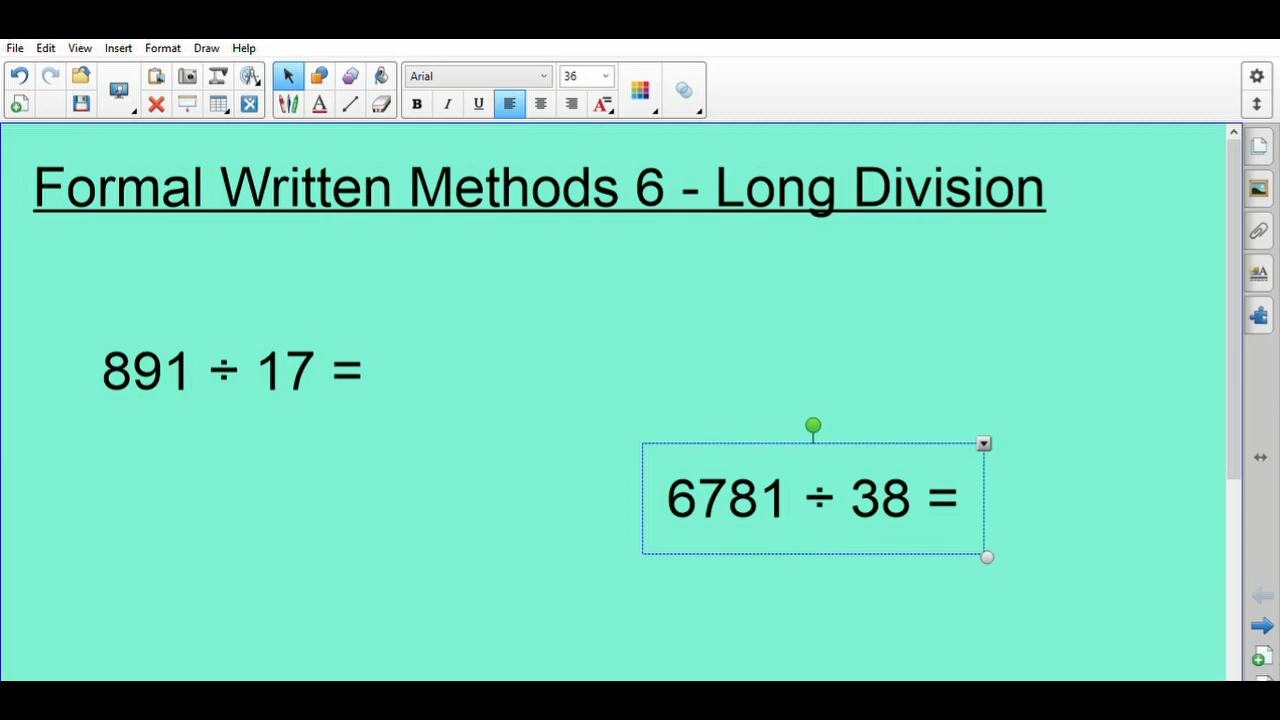 File Edit View Insert Format Draw Help
Arial 36
B I U A
Formal Written Methods 6 - Long Division
891 ÷ 17 =
6781 ÷ 38 =